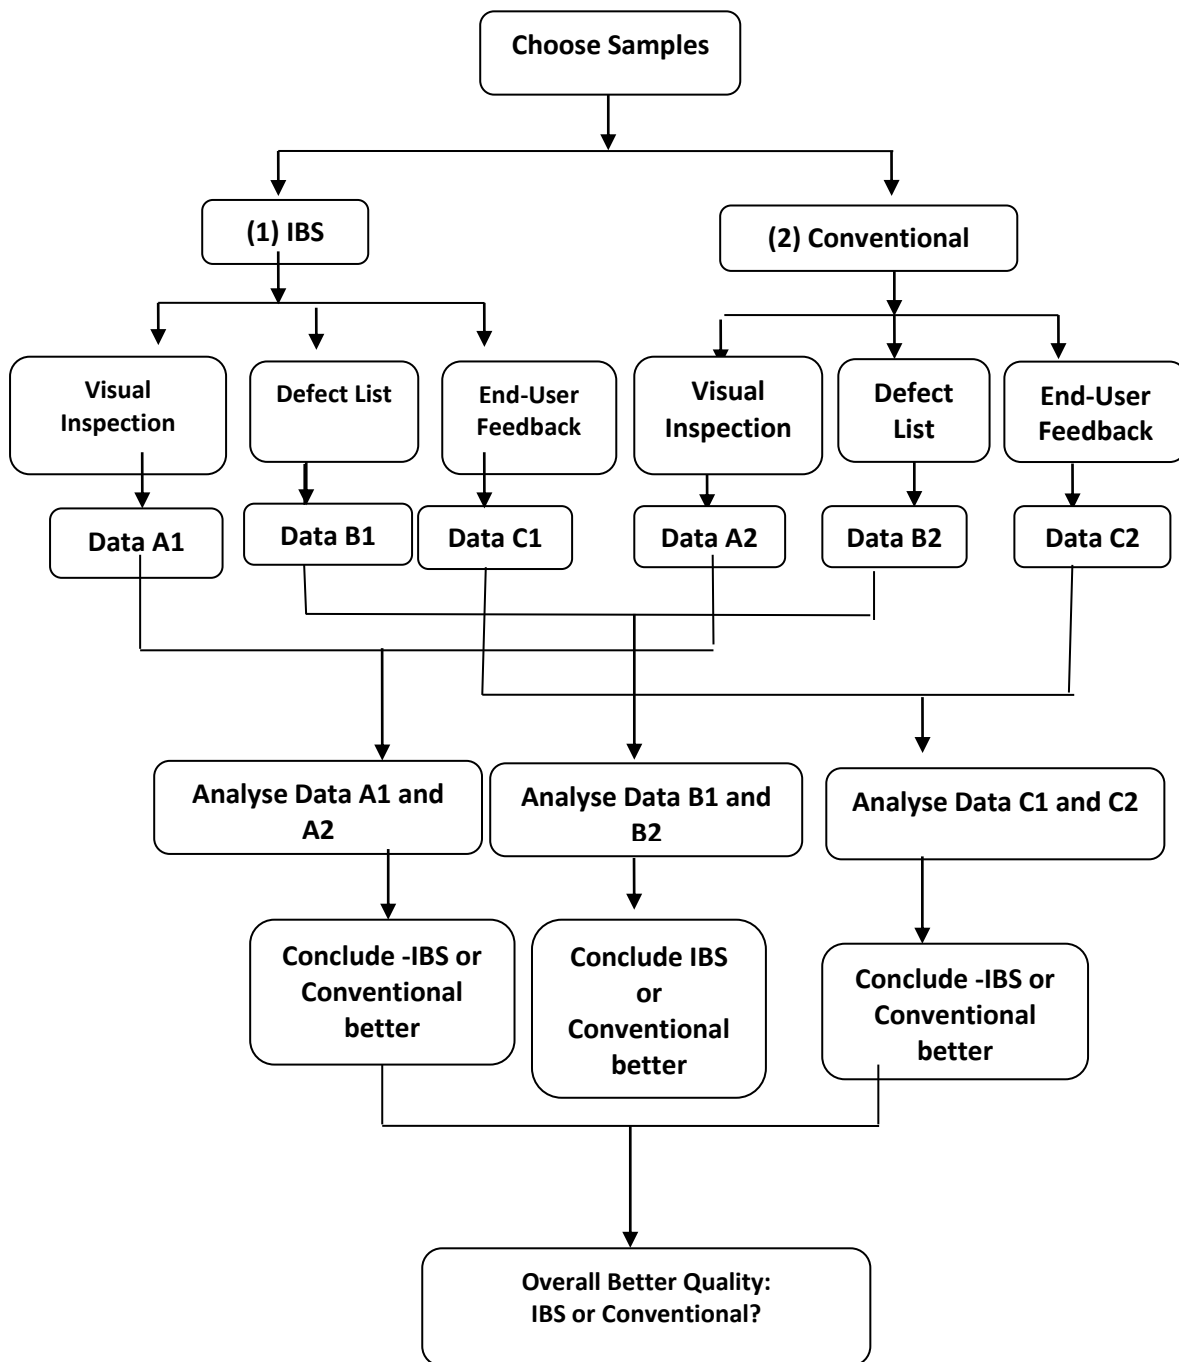 Choose Samples
(1) IBS
(2) Conventional
Visual
Inspection
Defect List
End-User
Feedback
Visual
Inspection
Defect
List
End-User
Feedback
Data A1
Data B1
Data C1
Data A2
Data B2
Data C2
Analyse Data A1 and
A2
Analyse Data B1 and
B2
Analyse Data C1 and C2
Conclude -IBS or
Conventional
better
Conclude IBS
or
Conventional
better
Conclude -IBS or
Conventional
better
Overall Better Quality:
IBS or Conventional?